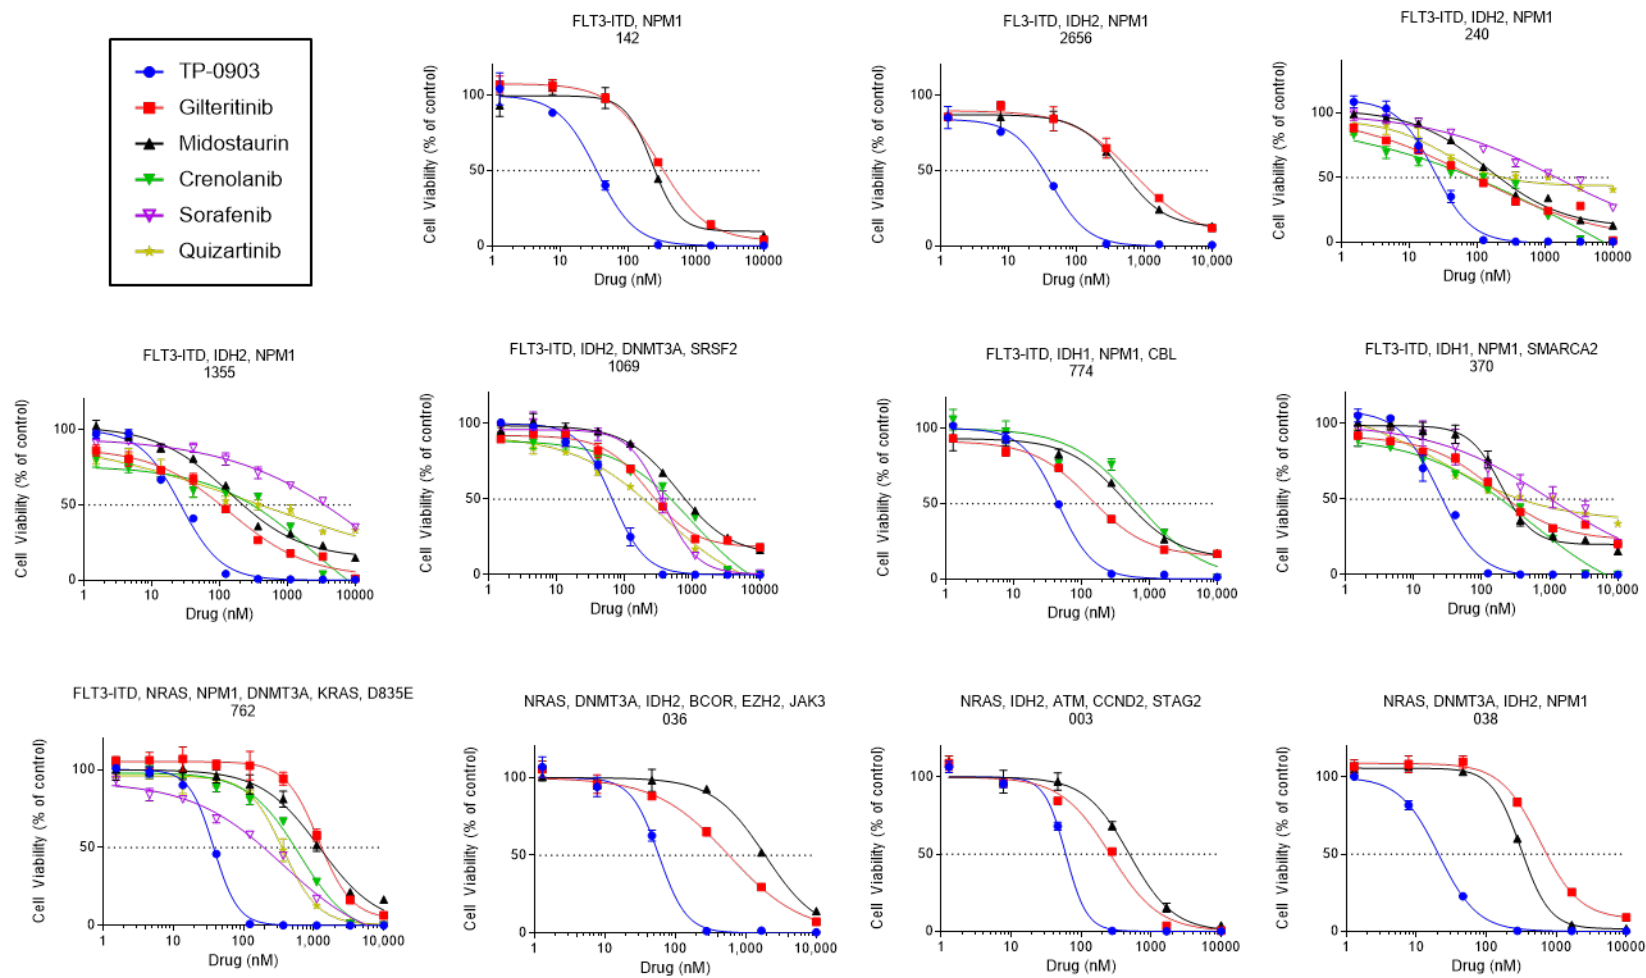 TP-0903
Gilteritinib
Midostaurin
Crenolanib
Sorafenib
Quizartinib
FLT3-ITD, NPM1
142
Cell Viability (% of control)
100
50
0
1 10 100 1000 10000
Drug (nM)
FL3-ITD, IDH2, NPM1
2656
Cell Viability (% of control)
100
50
0
1 10 100 1,000 10,000
Drug (nM)
FLT3-ITD, IDH2, NPM1
240
Cell Viability (% of control)
100
50
0
1 10 100 1000 10000
Drug (nM)
FLT3-ITD, IDH2, NPM1
1355
Cell Viability (% of control)
100
50
0
1 10 100 1000 10000
Drug (nM)
FLT3-ITD, IDH2, DNMT3A, SRSF2
1069
Cell Viability (% of control)
100
50
0
1 10 100 1000 10000
Drug (nM)
FLT3-ITD, IDH1, NPM1, CBL
774
Cell Viability (% of control)
100
50
0
1 10 100 1,000 10,000
Drug (nM)
FLT3-ITD, IDH1, NPM1, SMARCA2
370
Cell Viability (% of control)
100
50
0
1 10 100 1,000 10,000
Drug (nM)
FLT3-ITD, NRAS, NPM1, DNMT3A, KRAS, D835E
762
Cell Viability (% of control)
100
50
0
1 10 100 1,000 10,000
Drug (nM)
NRAS, DNMT3A, IDH2, BCOR, EZH2, JAK3
036
Cell Viability (% of control)
100
50
0
1 10 100 1000 10000
Drug (nM)
NRAS, IDH2, ATM, CCND2, STAG2
003
Cell Viability (% of control)
100
50
0
1 10 100 1000 10000
Drug (nM)
NRAS, DNMT3A, IDH2, NPM1
038
Cell Viability (% of control)
100
50
0
1 10 100 1000 10000
Drug (nM)